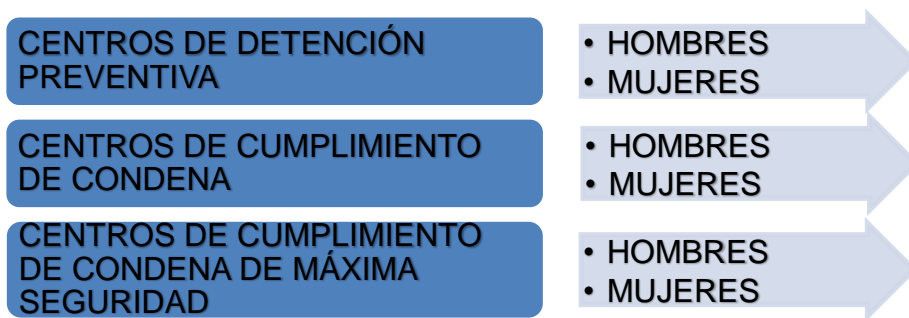 CENTROS DE DETENCIÓN
PREVENTIVA
• HOMBRES
• MUJERES
CENTROS DE CUMPLIMIENTO
DE CONDENA
• HOMBRES
• MUJERES
CENTROS DE CUMPLIMIENTO
DE CONDENA DE MÁXIMA
SEGURIDAD
• HOMBRES
• MUJERES